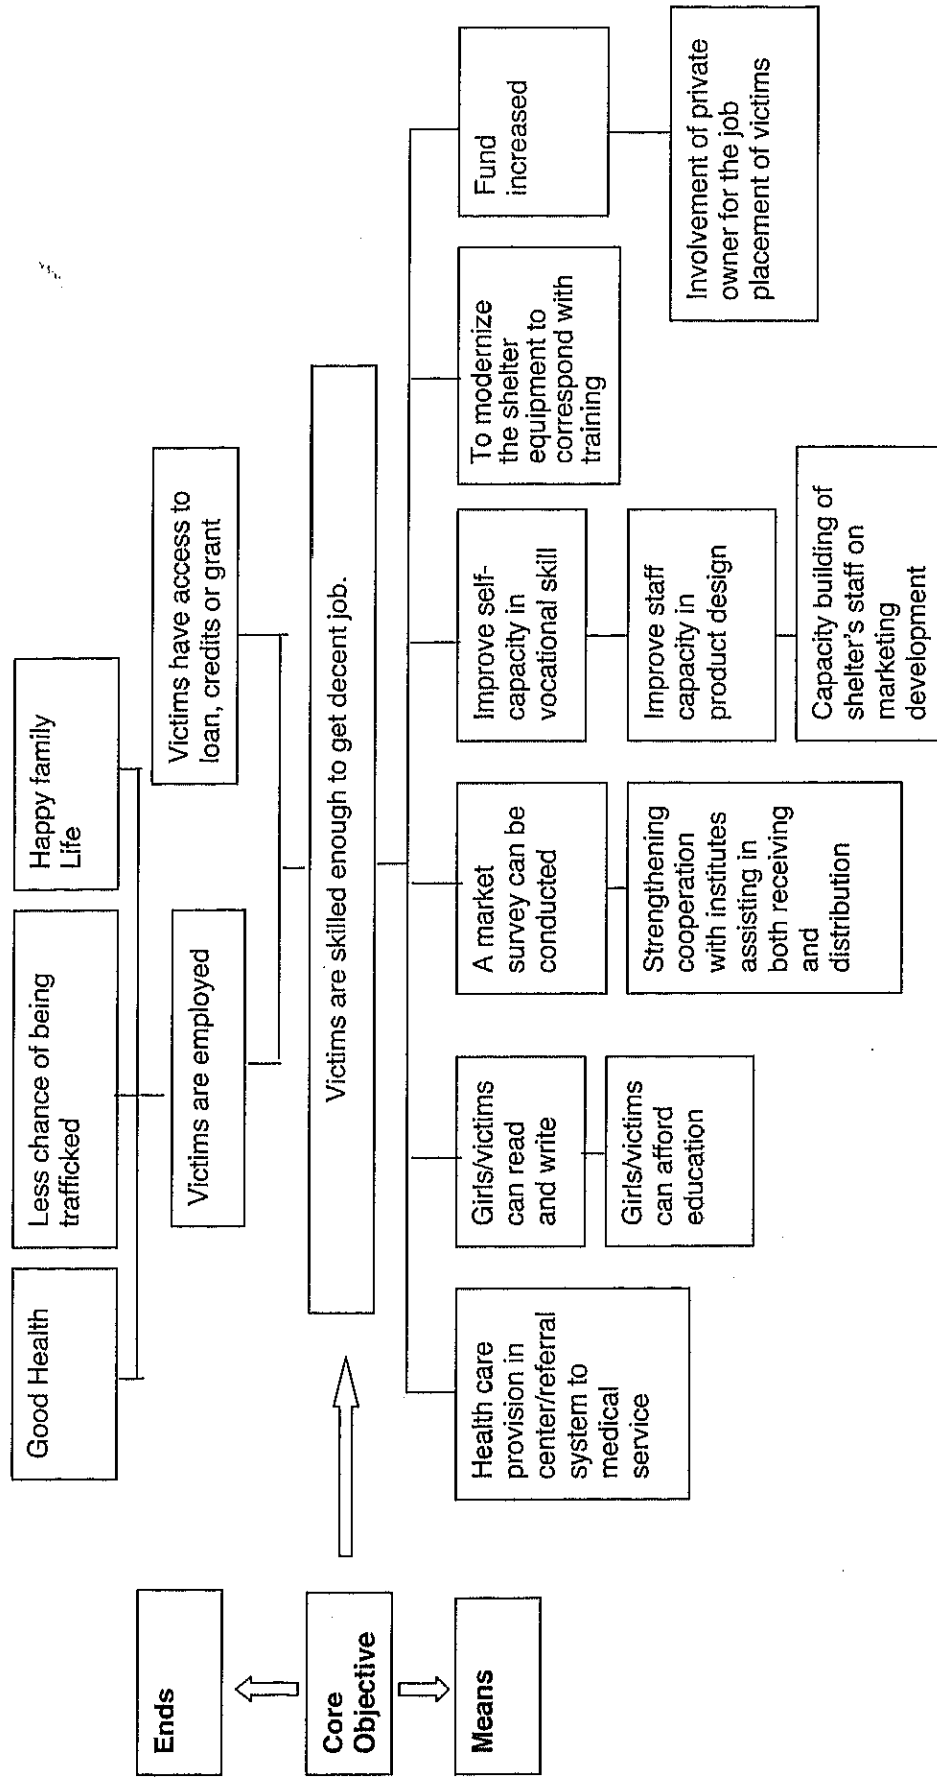 Good Health
Less chance of being
trafficked
Happy family
Life
Ends
Victims are employed
Victims have access to
loan, credits or grant
Core
Objective
Victims are skilled enough to get decent job.
Means
Health care
provision in
center/referral
system to
medical
service
Girls/victims
can read
and write
A market
survey can be
conducted
Improve self-
capacity in
vocational skill
To modernize
the shelter
equipment to
correspond with
training
Fund
increased
Girls/victims
can afford
education
Strengthening
cooperation
with institutes
assisting in
both receiving
and
distribution
Improve staff
capacity in
product design
Involvement of private
owner for the job
placement of victims
Capacity building of
shelter's staff on
marketing
development